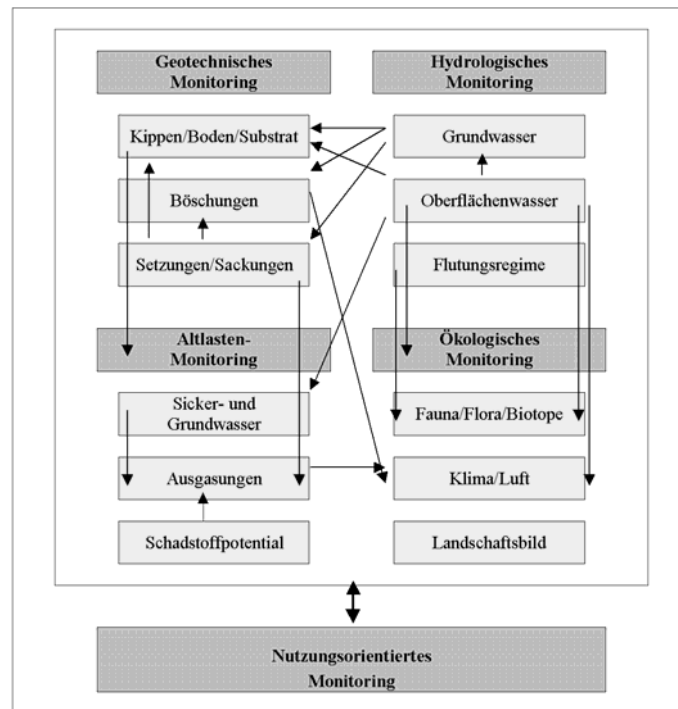 Geotechnisches
Monitoring
Kippen/Boden/Substrat
Böschungen
Setzungen/Sackungen
Hydrologisches
Monitoring
Grundwasser
Oberflächenwasser
Flutungsregime
Altlasten-
Monitoring
Sicker- und
Grundwasser
Ausgasungen
Schadstoffpotential
Ökologisches
Monitoring
Fauna/Flora/Biotope
Klima/Luft
Landschaftsbild
Nutzungsorientiertes
Monitoring